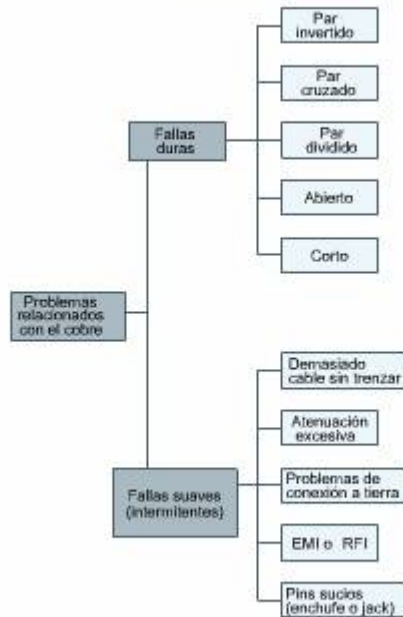 Par
invertido
Par
cruzado
Fallas
duras
Par
dividido
Abierto
Corto
Problemas
relacionados
con el cobre
Demasiado
cable sin trenzar
Atenuación
excesiva
Fallas suaves
(intermitentes)
Problemas de
conexión a tierra
EMI o RFI
Pins sucios
(enchufe o jack)